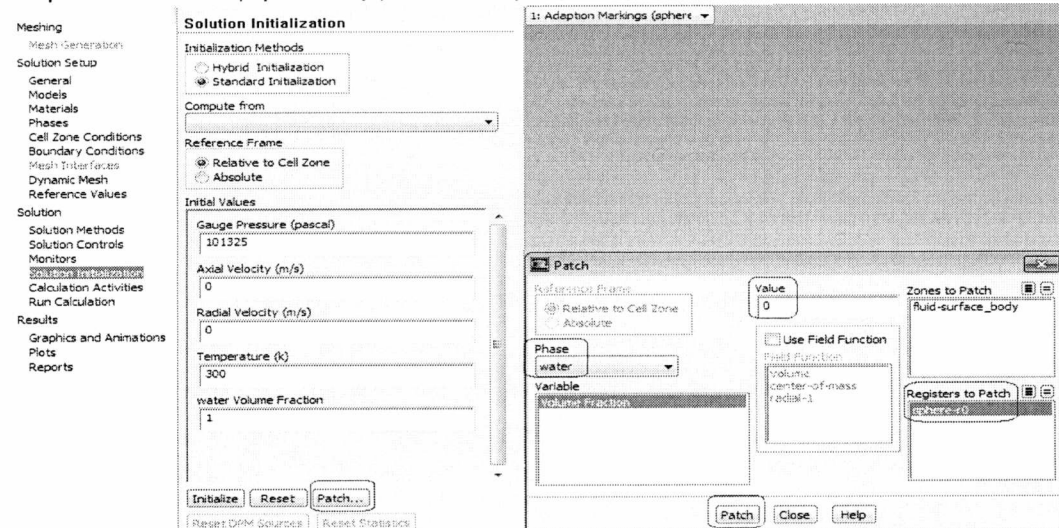 Meshing
Mesh Generation
Solution Setup
General
Models
Materials
Phases
Cell Zone Conditions
Boundary Conditions
Mesh Interfaces
Dynamic Mesh
Reference Values
Solution
Solution Methods
Solution Controls
Monitors
Solution Initialization
Calculation Activities
Run Calculation
Results
Graphics and Animations
Plots
Reports
Solution Initialization
Initialization Methods
Hybrid Initialization
Standard Initialization
Compute from
Reference Frame
Relative to Cell Zone
Absolute
Initial Values
Gauge Pressure (pascal)
101325
Axial Velocity (m/s)
0
Radial Velocity (m/s)
0
Temperature (k)
300
water Volume Fraction
1
Initialize Reset Patch...
Reset DPM Sources Reset Statistics
1: Adaption Markings (sphere
Patch
Reference Frame
Relative to Cell Zone
Absolute
Phase
water
Variable
Volume Fraction
Value
0
Use Field Function
Field Function
volume
center-of-mass
radial-1
Zones to Patch
fluid-surface_body
Registers to Patch
sphere-r0
Patch Close Help